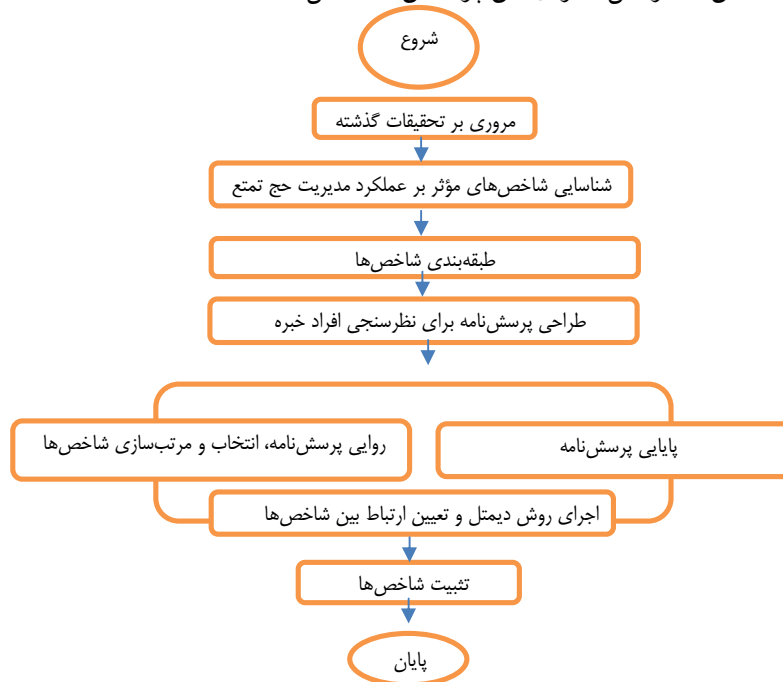 شروع
مروری بر تحقیقات گذشته
شناسایی شاخص‌های مؤثر بر عملکرد مدیریت حج تمتع
طبقه‌بندی شاخص‌ها
طراحی پرسش‌نامه برای نظرسنجی افراد خبره
پایایی پرسش‌نامه
روایی پرسش‌نامه، انتخاب و مرتب‌سازی شاخص‌ها
اجرای روش دیمتل و تعیین ارتباط بین شاخص‌ها
تثبیت شاخص‌ها
پایان